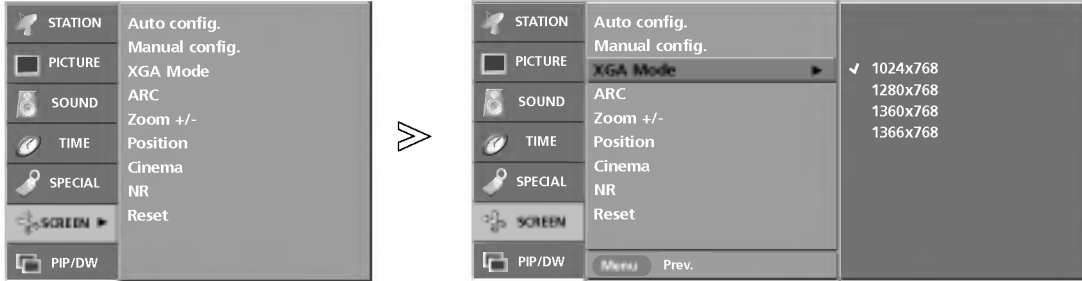 STATION
PICTURE
SOUND
TIME
SPECIAL
SCREEN
PIP/DW
Auto config.
Manual config.
XGA Mode
ARC
Zoom +/-
Position
Cinema
NR
Reset
STATION
PICTURE
SOUND
TIME
SPECIAL
SCREEN
PIP/DW
Auto config.
Manual config.
XGA Mode
ARC
Zoom +/-
Position
Cinema
NR
Reset
Menu Prev.
1024x768
1280x768
1360x768
1366x768